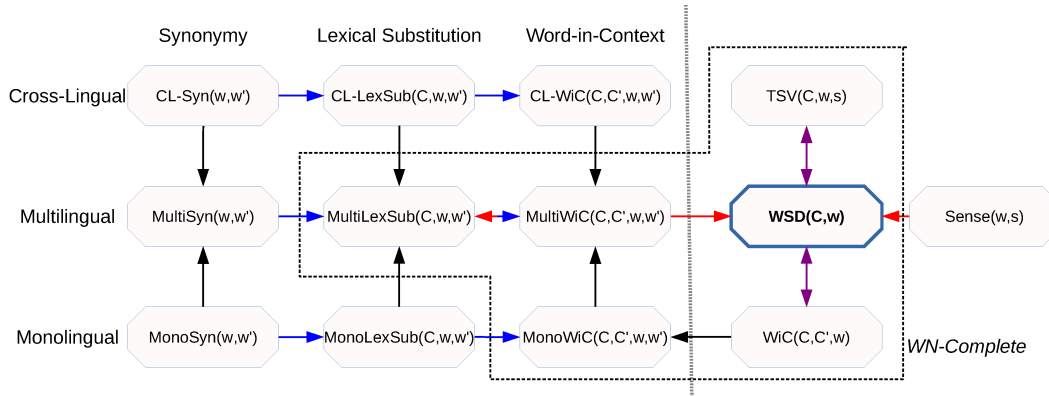 Synonymy
Lexical Substitution
Word-in-Context
Cross-Lingual
CL-Syn(w,w')
CL-LexSub(C,w,w')
CL-WiC(C,C',w,w')
TSV(C,w,s)
Multilingual
MultiSyn(w,w')
MultiLexSub(C,w,w')
MultiWiC(C,C',w,w')
WSD(C,w)
Sense(w,s)
Monolingual
MonoSyn(w,w')
MonoLexSub(C,w,w')
MonoWiC(C,C',w,w')
WiC(C,C',w)
WN-Complete